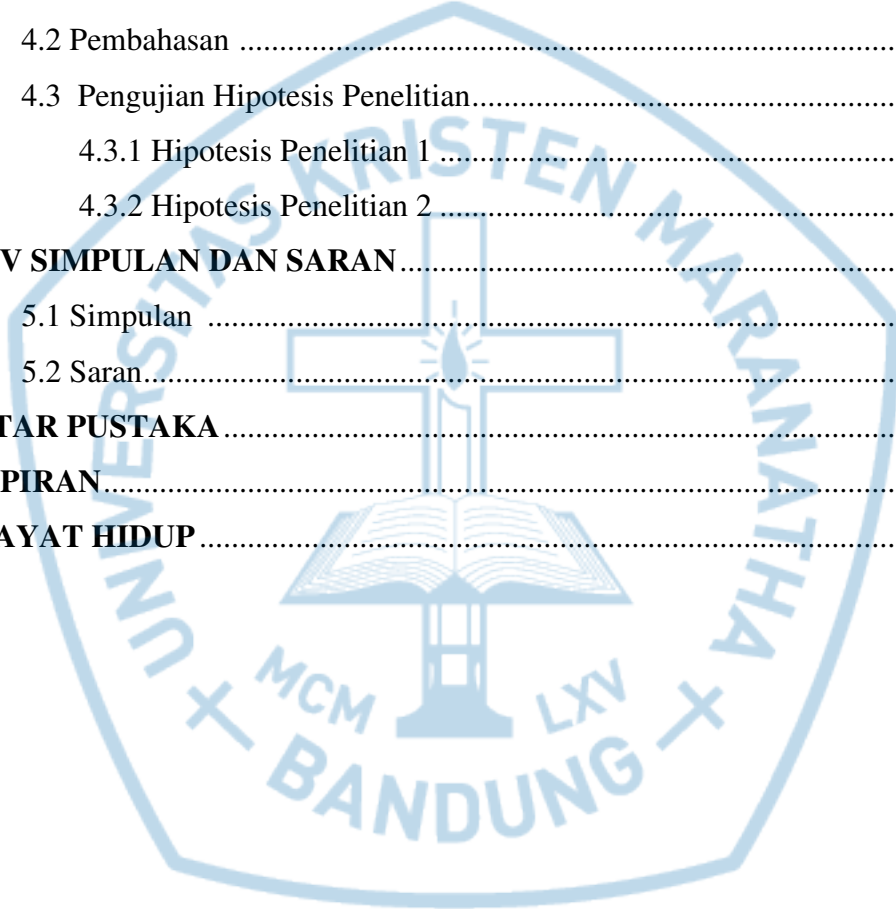 4.2 Pembahasan ........................................................................................
4.3 Pengujian Hipotesis Penelitian..........................................................
4.3.1 Hipotesis Penelitian 1 ..............................................................
4.3.2 Hipotesis Penelitian 2 ..............................................................
V SIMPULAN DAN SARAN....................................................................
5.1 Simpulan ............................................................................................
5.2 Saran...................................................................................................
TAR PUSTAKA..........................................................................................
PIRAN.........................................................................................................
AYAT HIDUP.............................................................................................
UNIVERSITAS KRISTEN MARANATHA
MCM LXV
BANDUNG